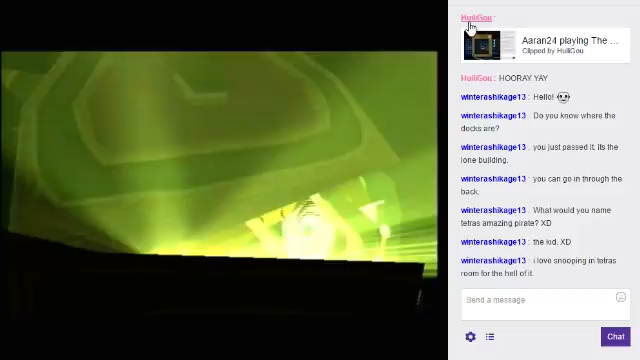 HuiiGou:
Aaran24 playing The ...
Clipped by HuiiGou
HuiiGou: HOORAY YAY
winterashikage13: Hello!
winterashikage13: Do you know where the
docks are?
winterashikage13: you just passed it. its the
lone building.
winterashikage13: you can go in through the
back.
winterashikage13: What would you name
tetras amazing pirate? XD
winterashikage13: the kid. XD
winterashikage13: i love snooping in tetras
room for the hell of it.
Send a message
Chat